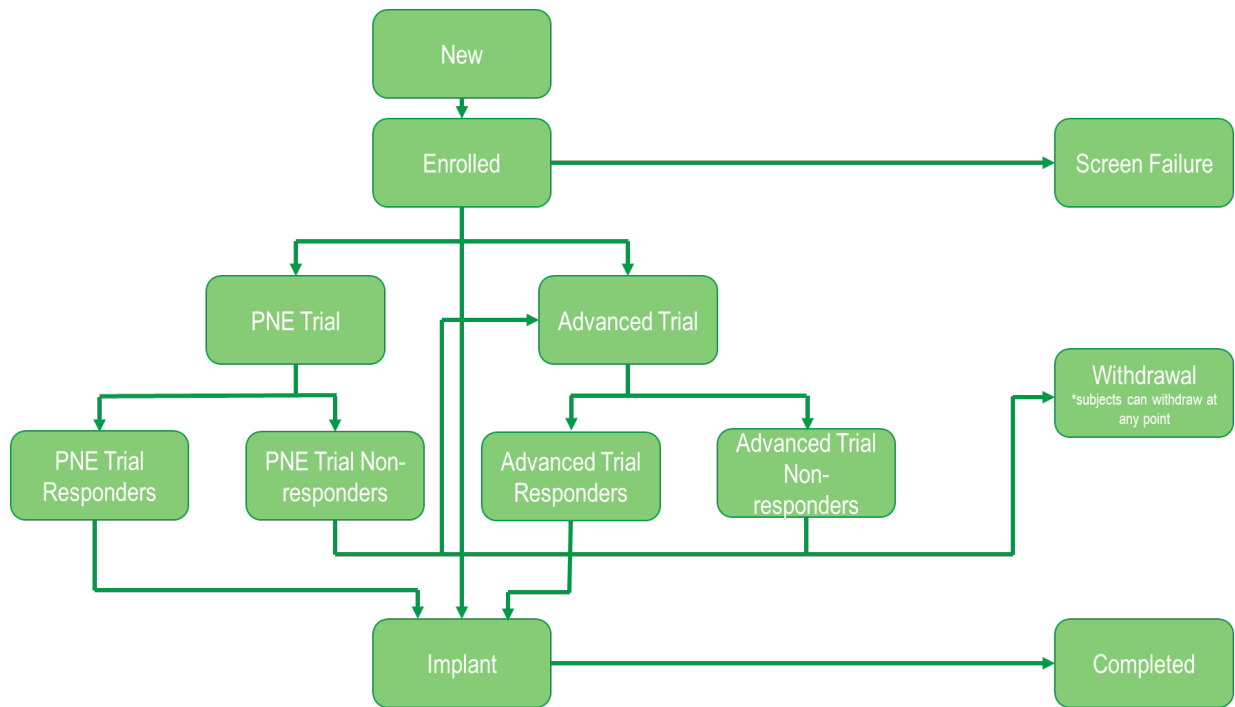 New
Enrolled
Screen Failure
PNE Trial
Advanced Trial
Withdrawal
*subjects can withdraw at
any point
PNE Trial
Responders
PNE Trial Non-
responders
Advanced Trial
Responders
Advanced Trial
Non-
responders
Implant
Completed